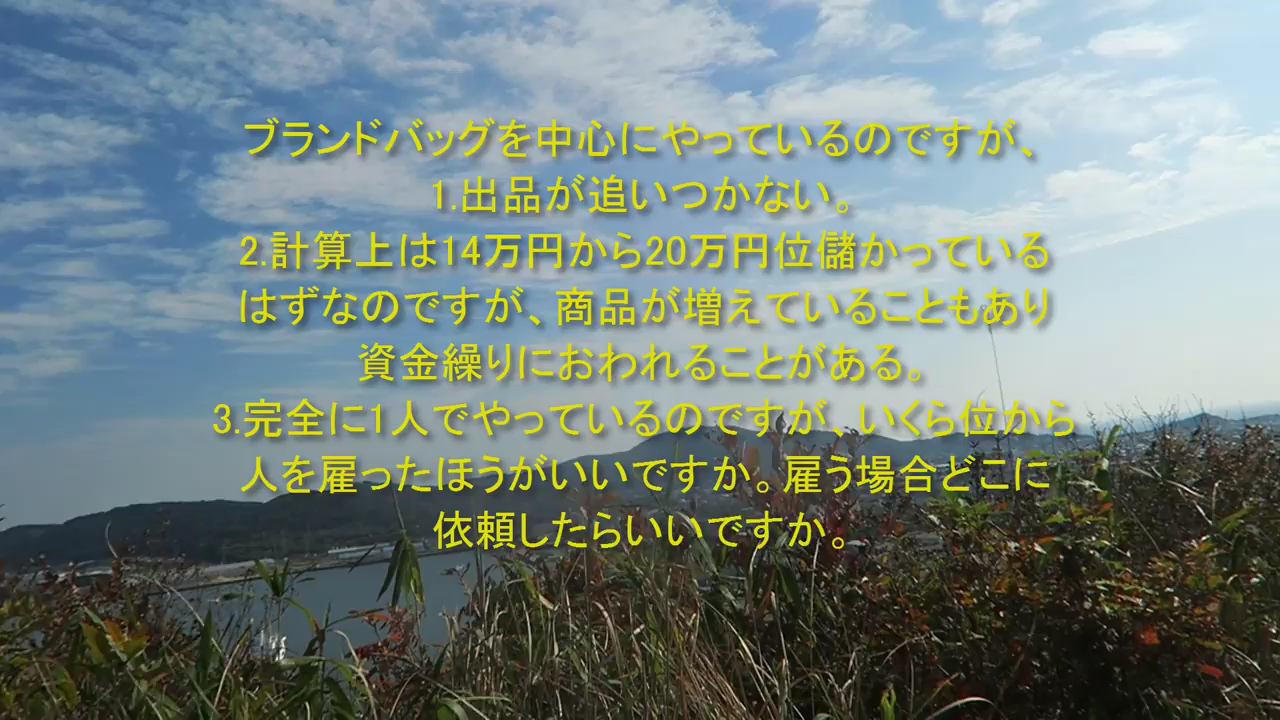 ブランドバッグを中心にやっているのですが、
1.出品が追いつかない。
2.計算上は14万円から20万円位儲かっている
はずなのですが、商品が増えていることもあり
資金繰りにおわれることがある。
3.完全に1人でやっているのですが、いくら位から
人を雇ったほうがいいですか。雇う場合どこに
依頼したらいいですか。